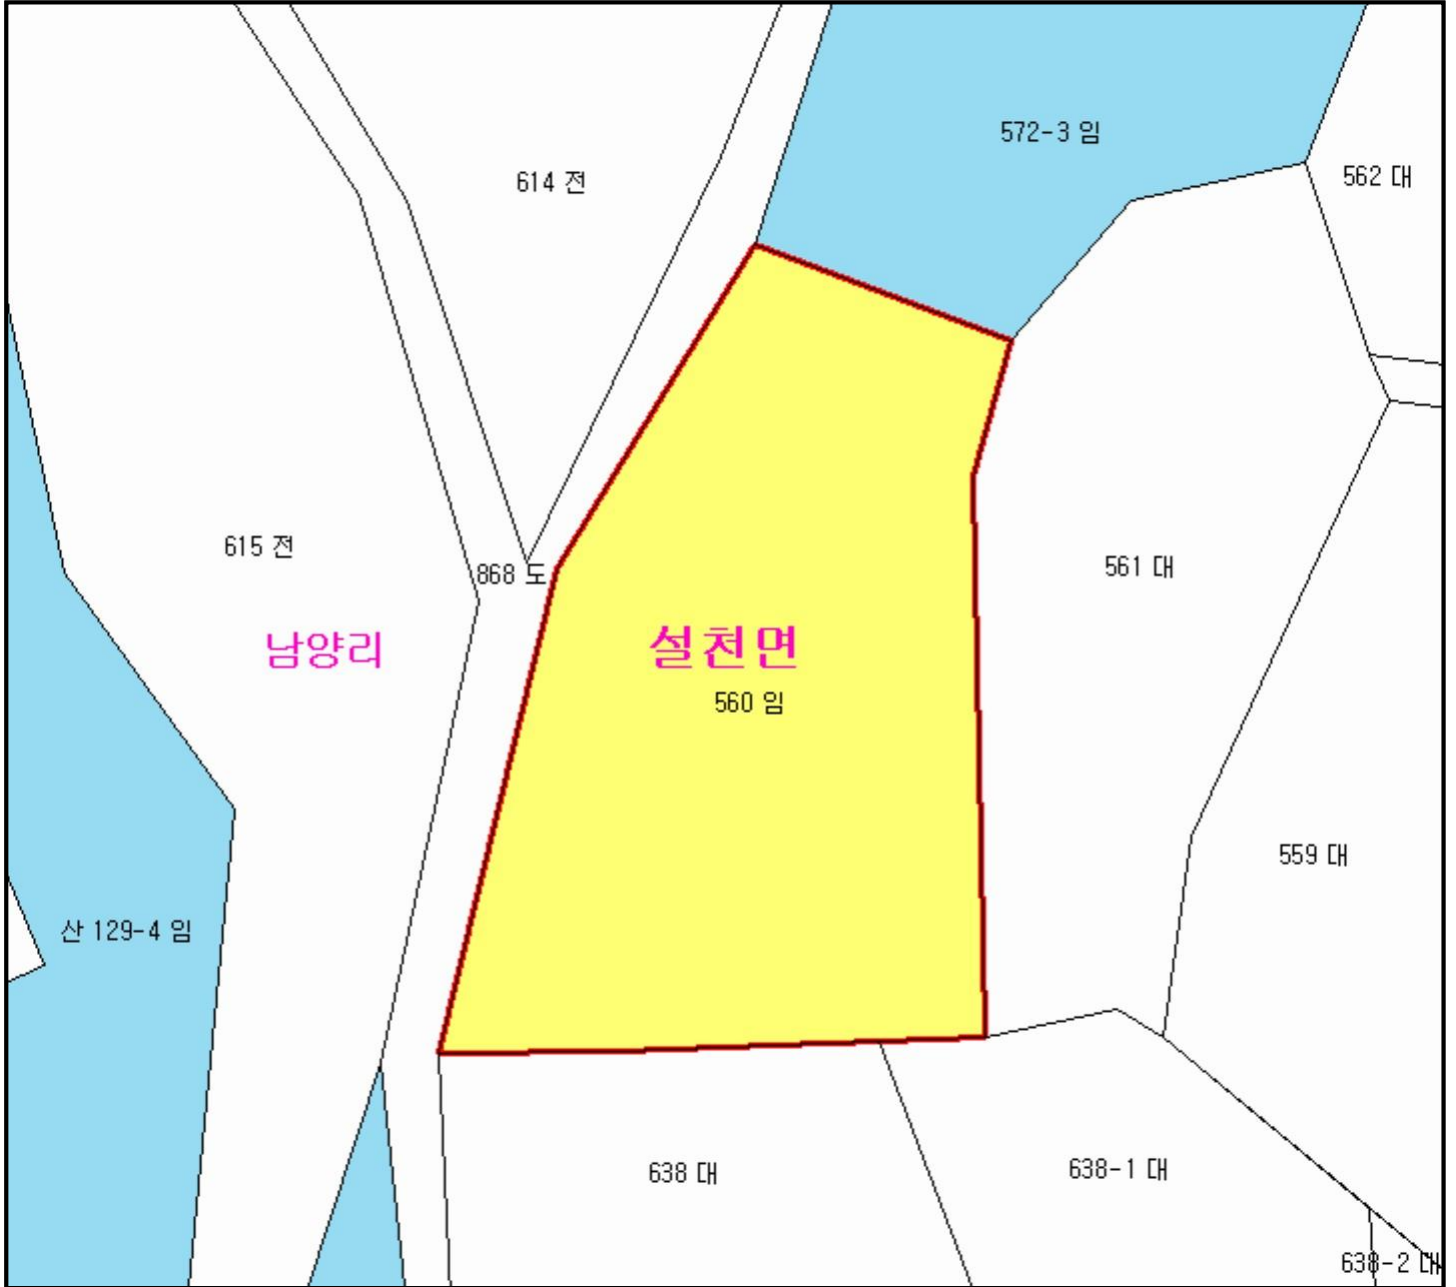 572-3 임
562 대
614 전
615 전
868 도
561 대
남양리
설천면
560 임
559 대
산 129-4 임
638 대
638-1 대
638-2 대